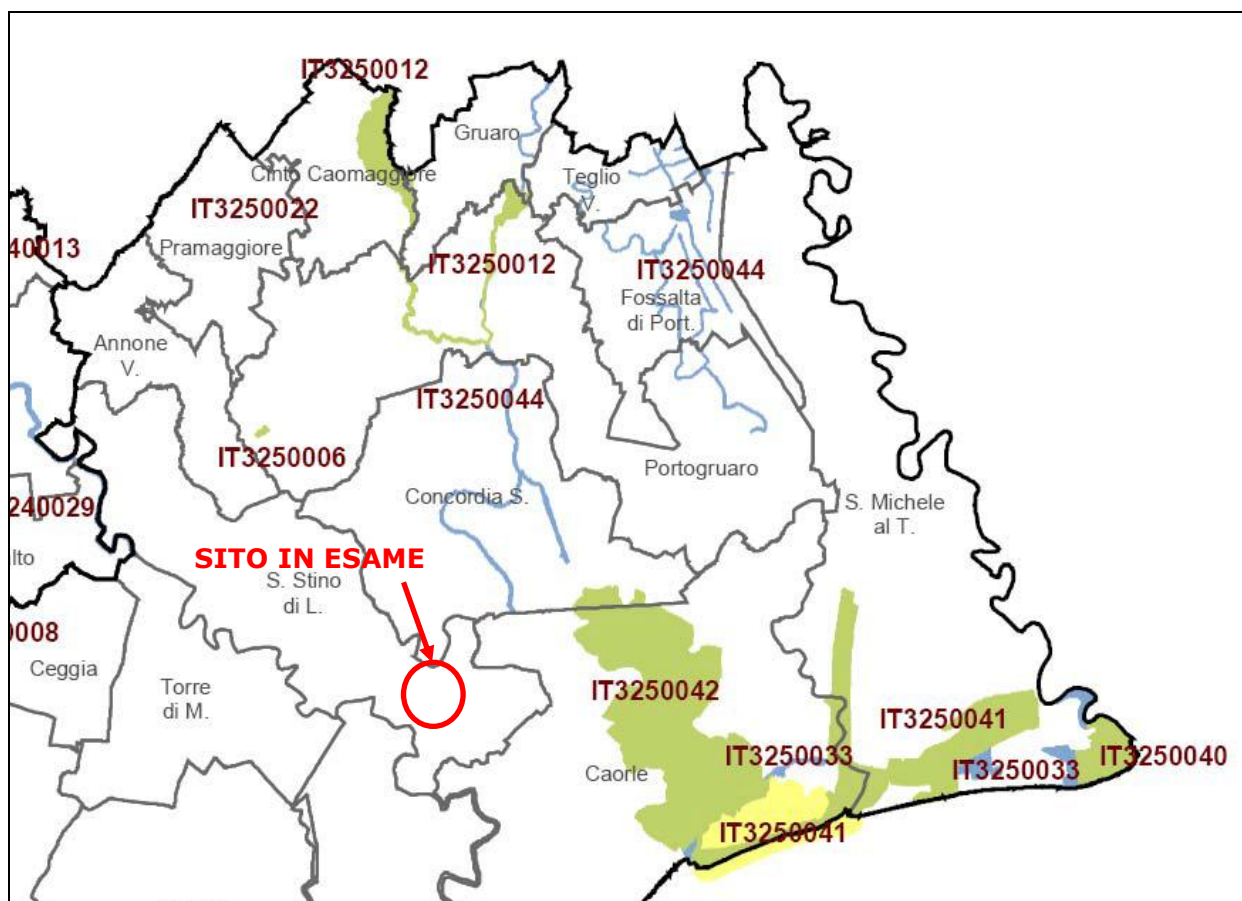 IT3250012
Gruaro
Cinto Caomaggiore
Teglio
V.
IT3250022
Pramaggiore
40013
IT3250012
IT3250044
Fossalta
di Port.
Annone
V.
IT3250044
IT3250006
Portogruaro
Concordia S.
S. Michele
al T.
240029
lto
SITO IN ESAME
S. Stino
di L.
0008
Ceggia
Torre
di M.
IT3250042
IT3250041
IT3250033
IT3250033
IT3250040
Caorle
IT3250041